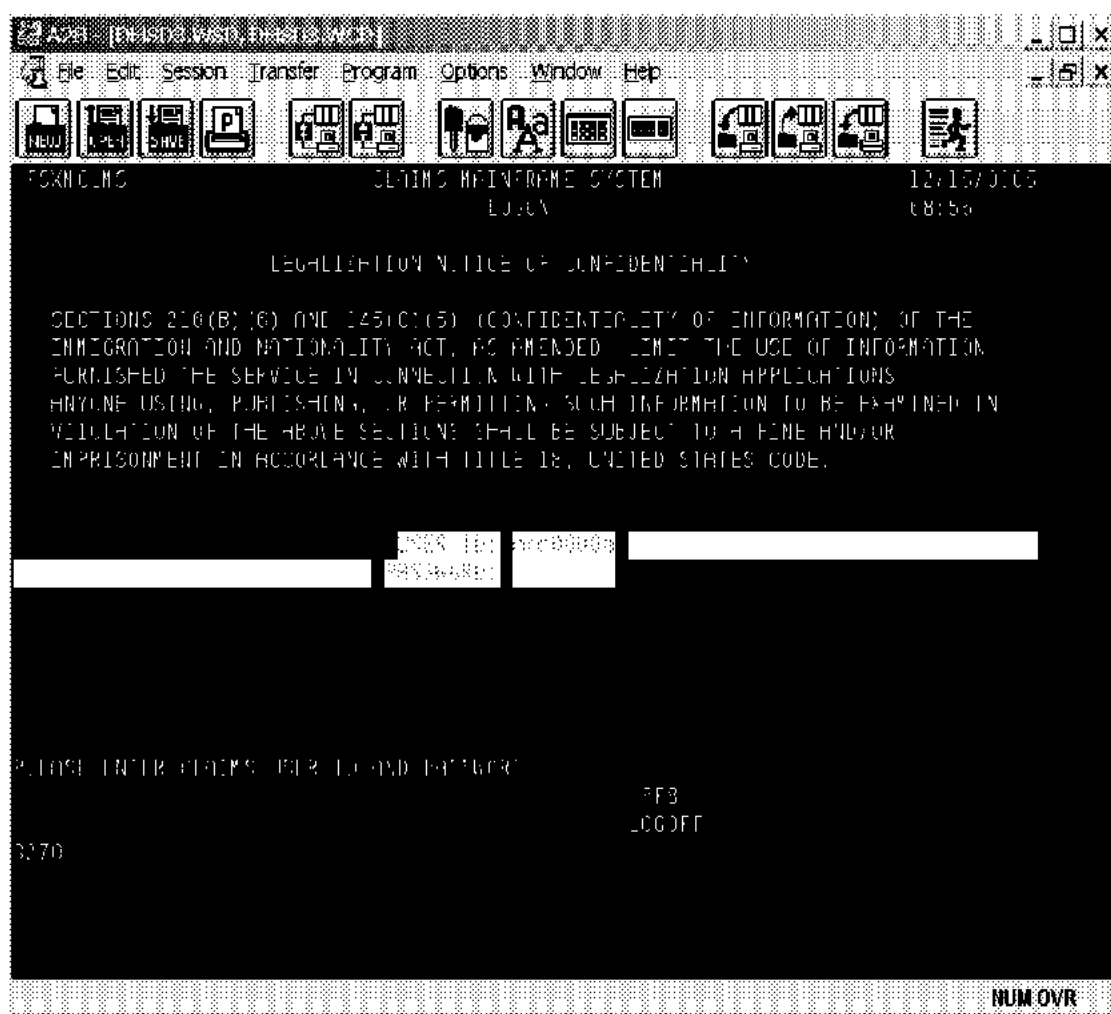 File Edit Session Transfer Program Options Window Help
NEW OPEN SAVE
CLAIMS MAINFRAME SYSTEM
LOGON
LEGALIZATION NOTICE OF CONFIDENTIALITY
SECTIONS 210(B)(6) AND 245(C)(5) (CONFIDENTIALITY OF INFORMATION) OF THE
IMMIGRATION AND NATIONALITY ACT, AS AMENDED LIMIT THE USE OF INFORMATION
FURNISHED THE SERVICE IN CONNECTION WITH LEGALIZATION APPLICATIONS
ANYONE USING, PUBLISHING, OR PERMITTING SUCH INFORMATION TO BE EXAMINED IN
VIOLATION OF THE ABOVE SECTIONS SHALL BE SUBJECT TO A FINE AND/OR
IMPRISONMENT IN ACCORDANCE WITH TITLE 18, UNITED STATES CODE.
USER ID:
PASSWORD:
PLEASE ENTER CLAIMS USER ID AND PASSWORD
PF3
LOGOFF
3270
NUM OVR